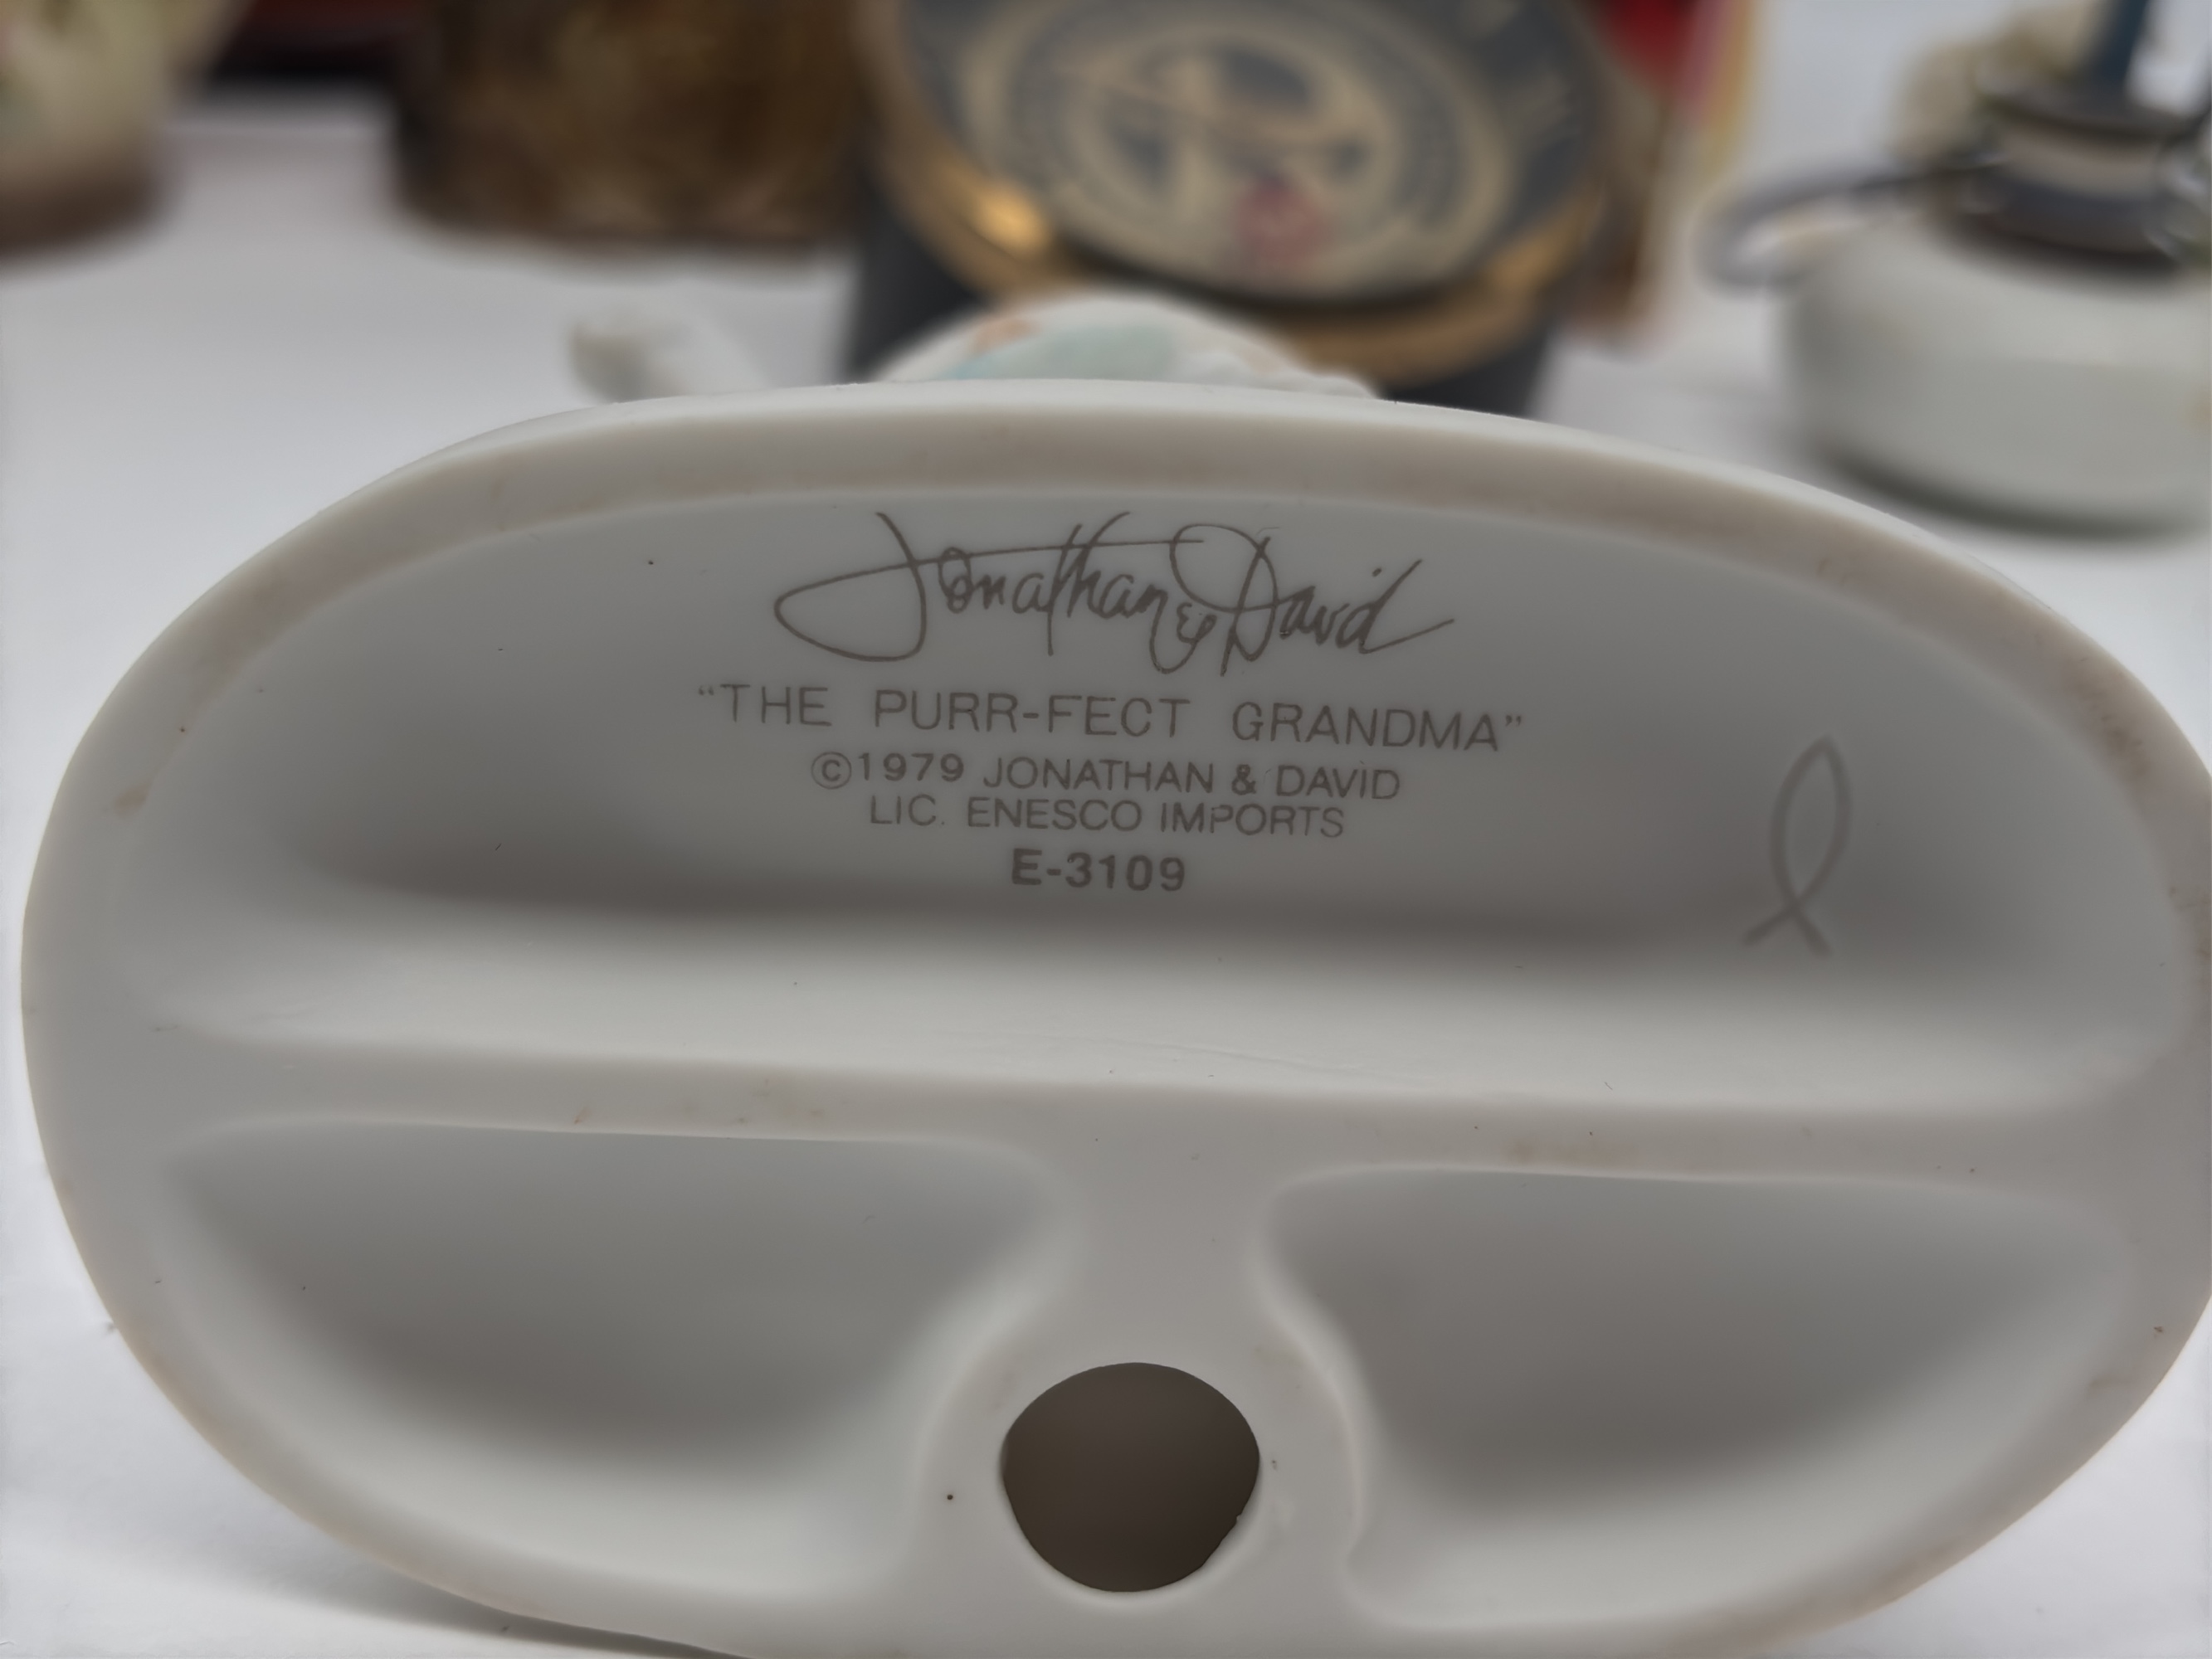 Jonathan & David
“THE PURR-FECT GRANDMA”
©1979 JONATHAN & DAVID
LIC. ENESCO IMPORTS
E-3109